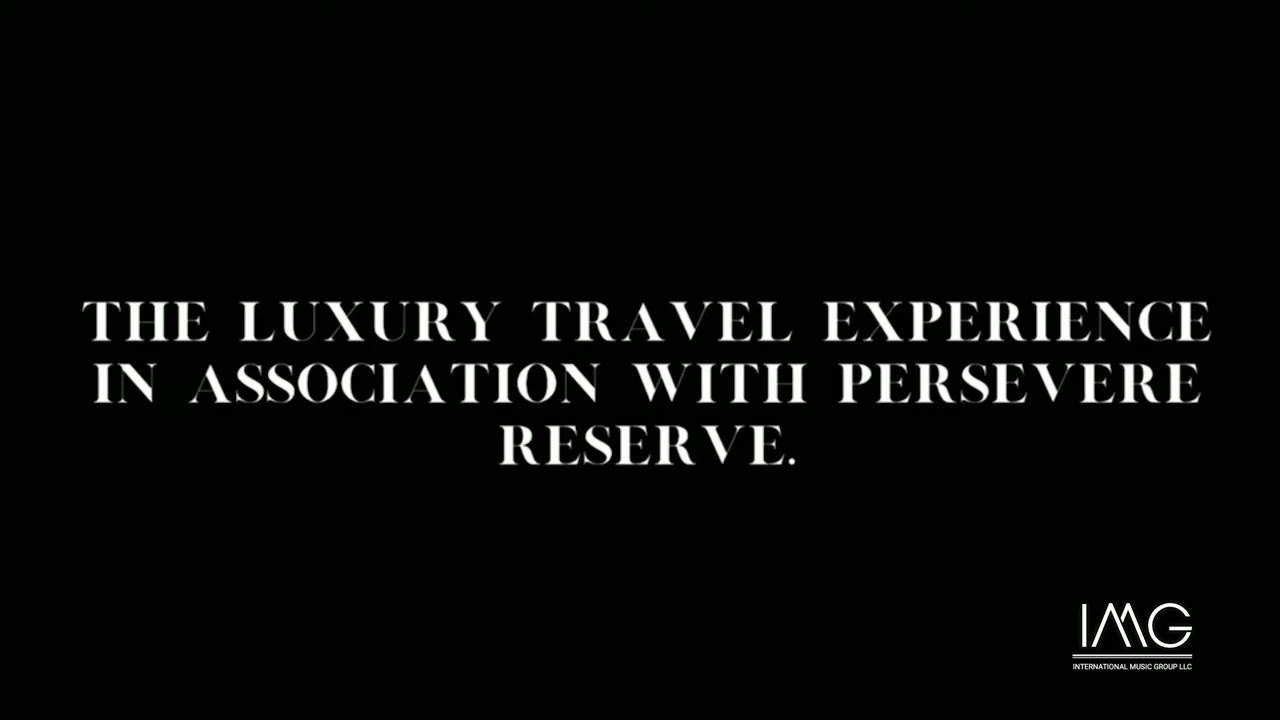 THE LUXURY TRAVEL EXPERIENCE
IN ASSOCIATION WITH PERSEVERE
RESERVE.
IMG
INTERNATIONAL MUSIC GROUP LLC